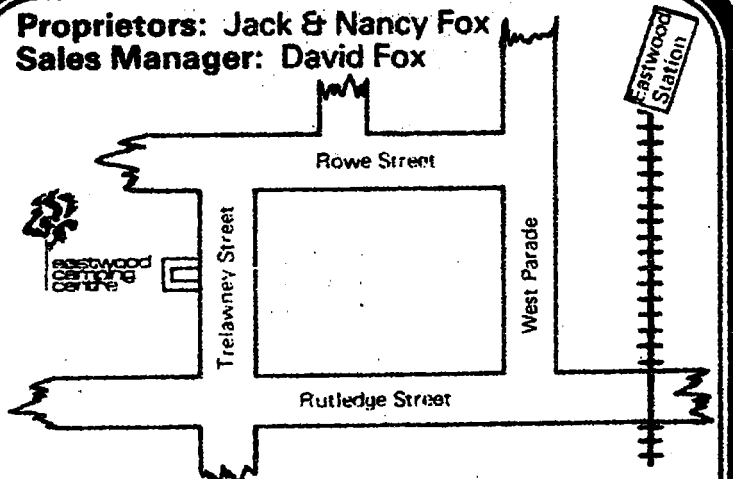 Proprietors: Jack & Nancy Fox
Sales Manager: David Fox
Eastwood
Station
Rowe Street
eastwood
camping
centre
Trelawney Street
West Parade
Rutledge Street